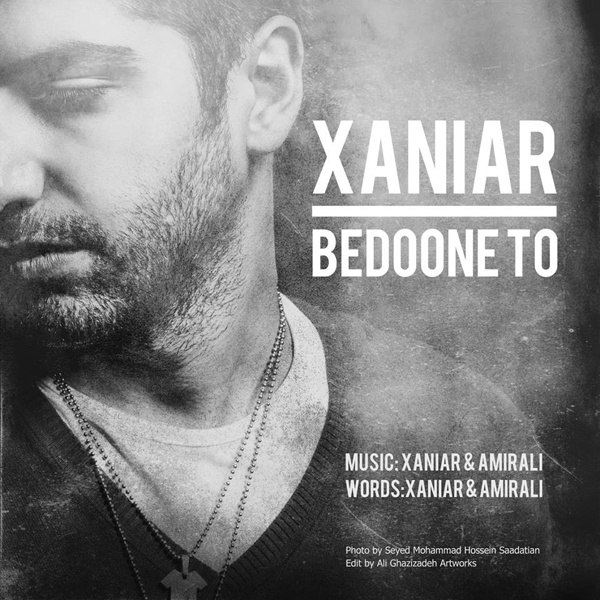 XANIAR
BEDOONE TO
MUSIC: XANIAR & AMIRALI
WORDS:XANIAR & AMIRALI
Photo by Seyed Mohammad Hossein Saadatian
Edit by Ali Ghazizadeh Artworks